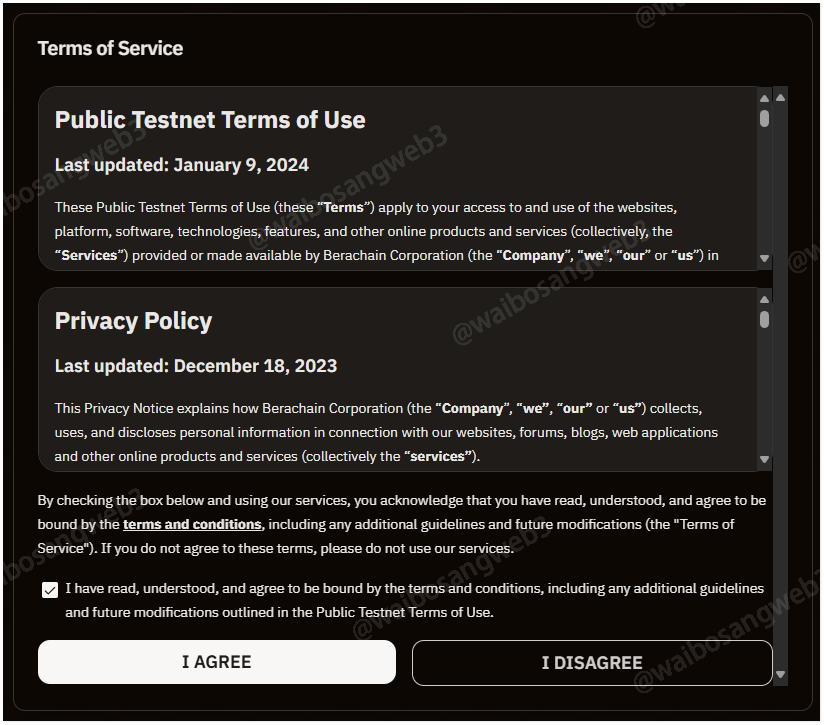 Terms of Service
Public Testnet Terms of Use
Last updated: January 9, 2024
These Public Testnet Terms of Use (these “Terms”) apply to your access to and use of the websites,
platform, software, technologies, features, and other online products and services (collectively, the
“Services”) provided or made available by Berachain Corporation (the “Company”, “we”, “our” or “us”) in
Privacy Policy
Last updated: December 18, 2023
This Privacy Notice explains how Berachain Corporation (the “Company”, “we”, “our” or “us”) collects,
uses, and discloses personal information in connection with our websites, forums, blogs, web applications
and other online products and services (collectively the “services”).
By checking the box below and using our services, you acknowledge that you have read, understood, and agree to be
bound by the terms and conditions, including any additional guidelines and future modifications (the "Terms of
Service"). If you do not agree to these terms, please do not use our services.
I have read, understood, and agree to be bound by the terms and conditions, including any additional guidelines
and future modifications outlined in the Public Testnet Terms of Use.
I AGREE
I DISAGREE
@waibosangweb3
@waibosangweb3
@waibosangweb3
@waibosangweb3